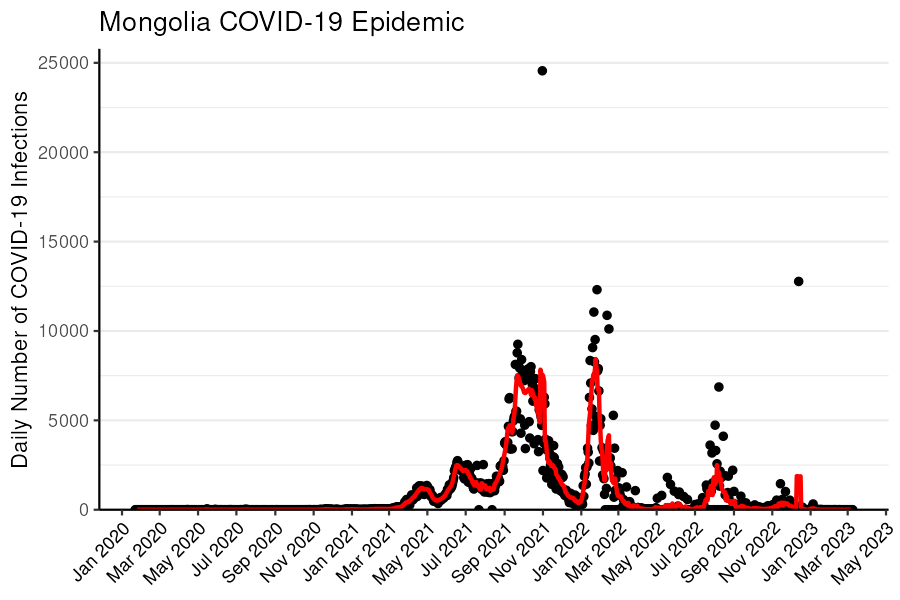 Mongolia COVID-19 Epidemic
Daily Number of COVID-19 Infections
25000
20000
15000
10000
5000
0
Jan 2020
Mar 2020
May 2020
Jul 2020
Sep 2020
Nov 2020
Jan 2021
Mar 2021
May 2021
Jul 2021
Sep 2021
Nov 2021
Jan 2022
Mar 2022
May 2022
Jul 2022
Sep 2022
Nov 2022
Jan 2023
Mar 2023
May 2023